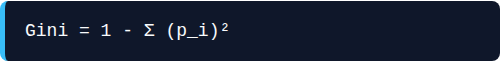 Gini = 1 - Σ (p_i)²